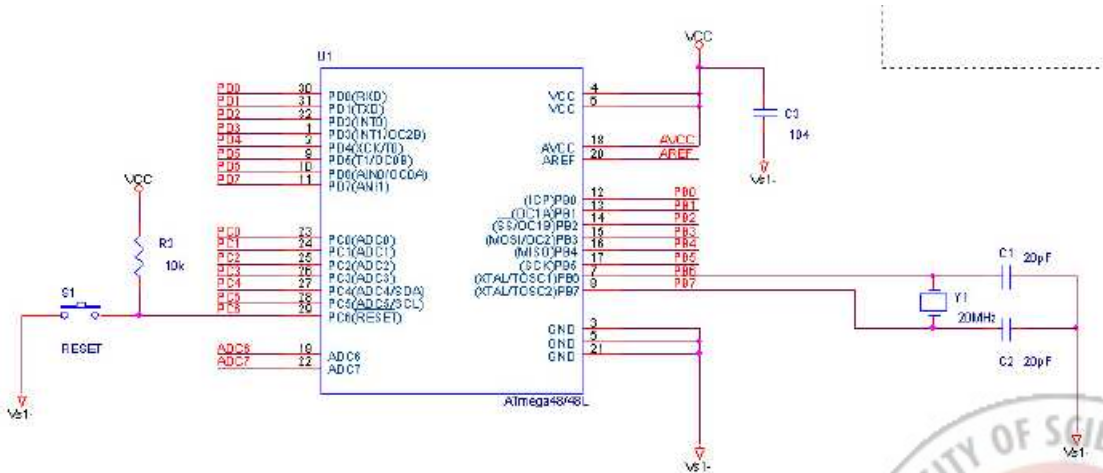 U1
VCC
PD0 30 PD0(RXD)
PD1 31 PD1(TXD)
PD2 32 PD2(INT0)
PD3 1 PD3(INT1/OC2B)
PD4 2 PD4(XCK/T0)
PD5 9 PD5(T1/OC0B)
PD6 10 PD6(AIN0/OC0A)
PD7 11 PD7(AIN1)
4 VCC
VCC
18 AVCC AVCC
20 AREF AREF
C3
104
Vs1-
VCC
R3
10k
S1
RESET
Vs1-
PC0 23 PC0(ADC0)
PC1 24 PC1(ADC1)
PC2 25 PC2(ADC2)
PC3 26 PC3(ADC3)
PC4 27 PC4(ADC4/SDA)
PC5 28 PC5(ADC5/SCL)
PC6 29 PC6(RESET)
ADC6 19 ADC6
ADC7 22 ADC7
(ICP)PB0 12 PB0
(OC1A)PB1 13 PB1
(SS/OC1B)PB2 14 PB2
(MOSI/OC2)PB3 15 PB3
(MISO)PB4 16 PB4
(SCK)PB5 17 PB5
(XTAL/TOSC1)PB6 7 PB6
(XTAL/TOSC2)PB7 8 PB7
GND 3
GND 5
GND 21
ATmega48/48L
Vs1-
C1 20pF
Y1
20MHz
C2 20pF
Vs1-
OF